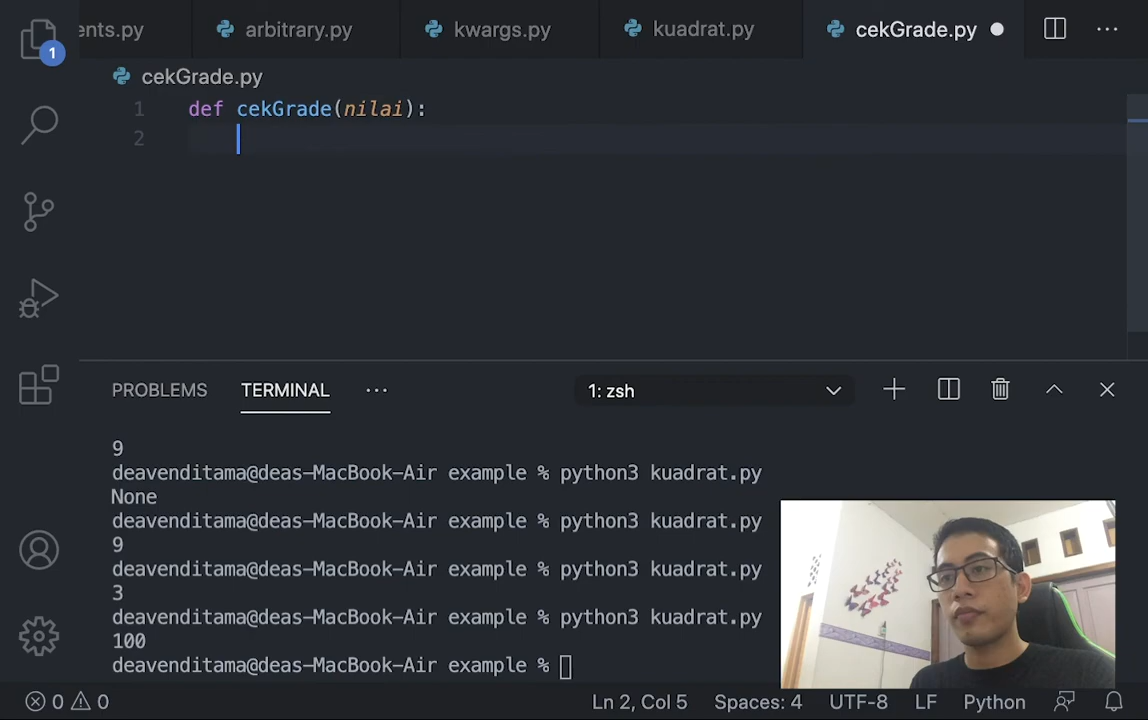 ents.py
arbitrary.py
kwargs.py
kuadrat.py
cekGrade.py
1
cekGrade.py
1 def cekGrade(nilai):
2
PROBLEMS TERMINAL ... 1: zsh
9
deavenditama@deas-MacBook-Air example % python3 kuadrat.py
None
deavenditama@deas-MacBook-Air example % python3 kuadrat.py
9
deavenditama@deas-MacBook-Air example % python3 kuadrat.py
3
deavenditama@deas-MacBook-Air example % python3 kuadrat.py
100
deavenditama@deas-MacBook-Air example %
0 0 Ln 2, Col 5 Spaces: 4 UTF-8 LF Python